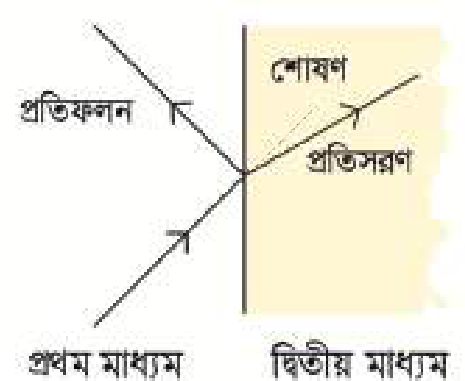 শোষণ
প্রতিফলন
প্রতিসরণ
প্রথম মাধ্যম
দ্বিতীয় মাধ্যম